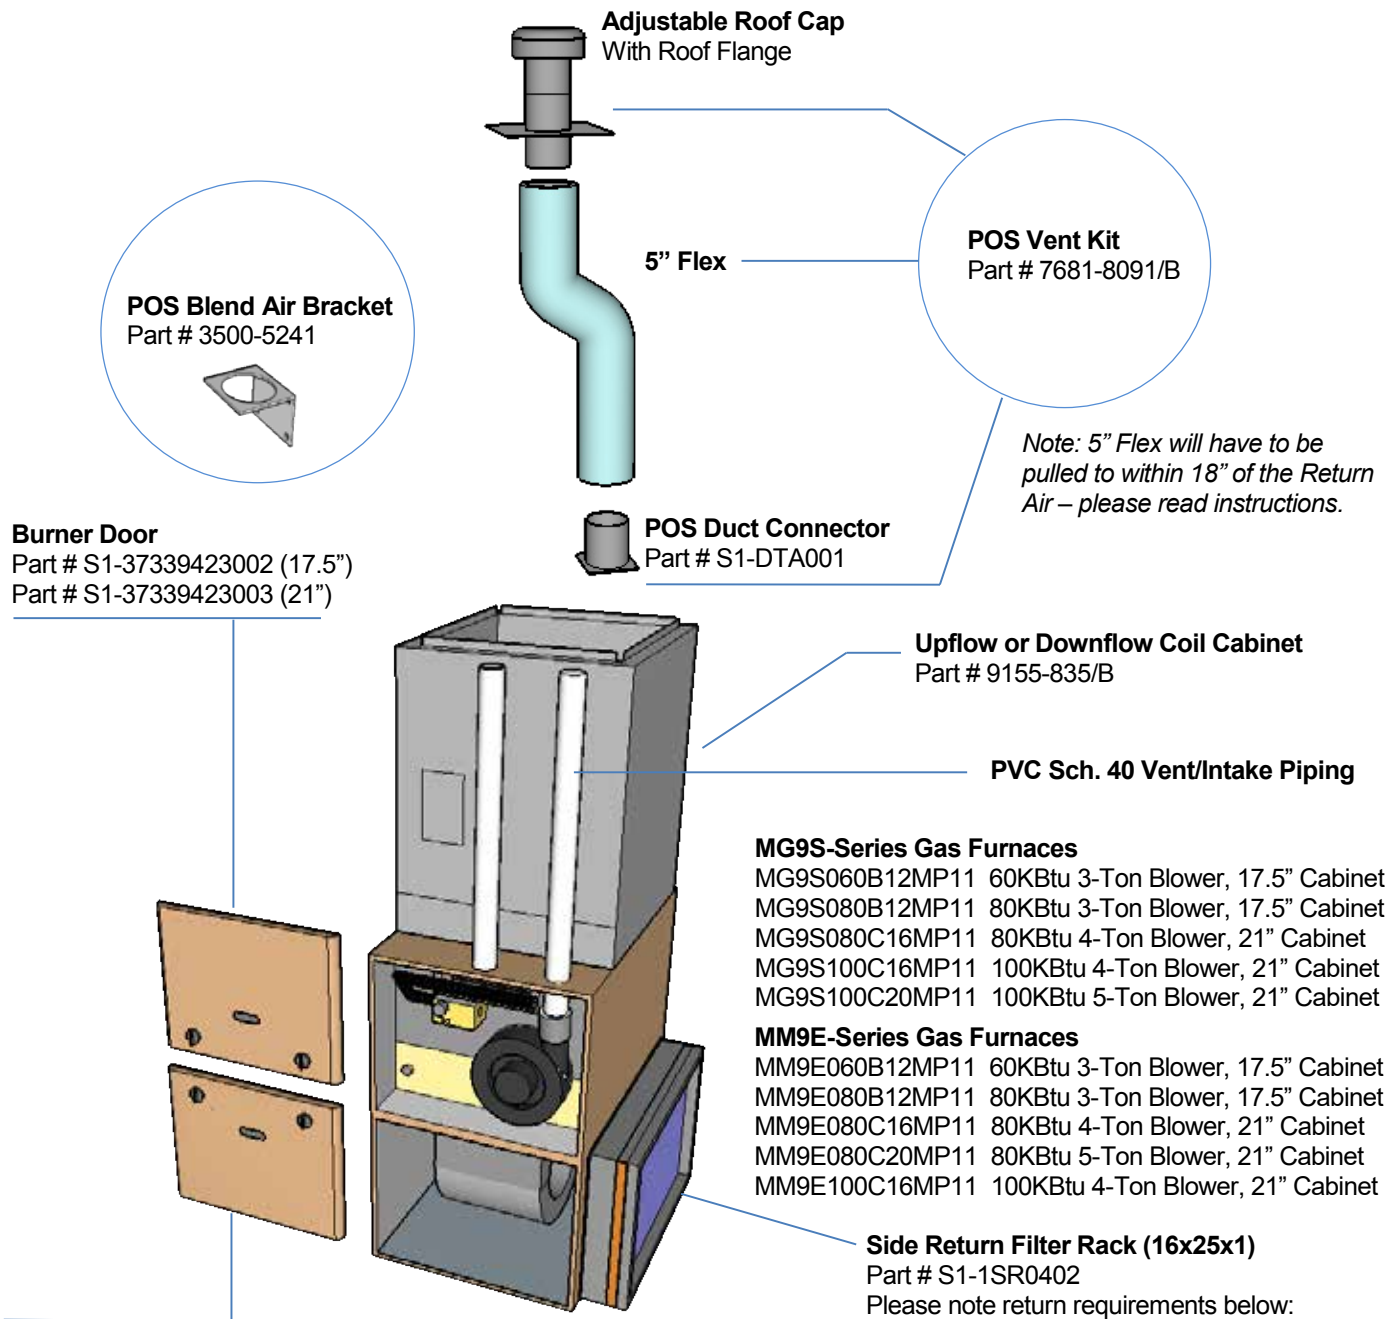 Adjustable Roof Cap
With Roof Flange
POS Vent Kit
Part # 7681-8091/B
5” Flex
POS Blend Air Bracket
Part # 3500-5241
Note: 5” Flex will have to be
pulled to within 18” of the Return
Air – please read instructions.
Burner Door
Part # S1-37339423002 (17.5”)
Part # S1-37339423003 (21”)
POS Duct Connector
Part # S1-DTA001
Upflow or Downflow Coil Cabinet
Part # 9155-835/B
PVC Sch. 40 Vent/Intake Piping
MG9S-Series Gas Furnaces
MG9S060B12MP11 60KBtu 3-Ton Blower, 17.5” Cabinet
MG9S080B12MP11 80KBtu 3-Ton Blower, 17.5” Cabinet
MG9S080C16MP11 80KBtu 4-Ton Blower, 21” Cabinet
MG9S100C16MP11 100KBtu 4-Ton Blower, 21” Cabinet
MG9S100C20MP11 100KBtu 5-Ton Blower, 21” Cabinet
MM9E-Series Gas Furnaces
MM9E060B12MP11 60KBtu 3-Ton Blower, 17.5” Cabinet
MM9E080B12MP11 80KBtu 3-Ton Blower, 17.5” Cabinet
MM9E080C16MP11 80KBtu 4-Ton Blower, 21” Cabinet
MM9E080C20MP11 80KBtu 5-Ton Blower, 21” Cabinet
MM9E100C16MP11 100KBtu 4-Ton Blower, 21” Cabinet
Side Return Filter Rack (16x25x1)
Part # S1-1SR0402
Please note return requirements below: